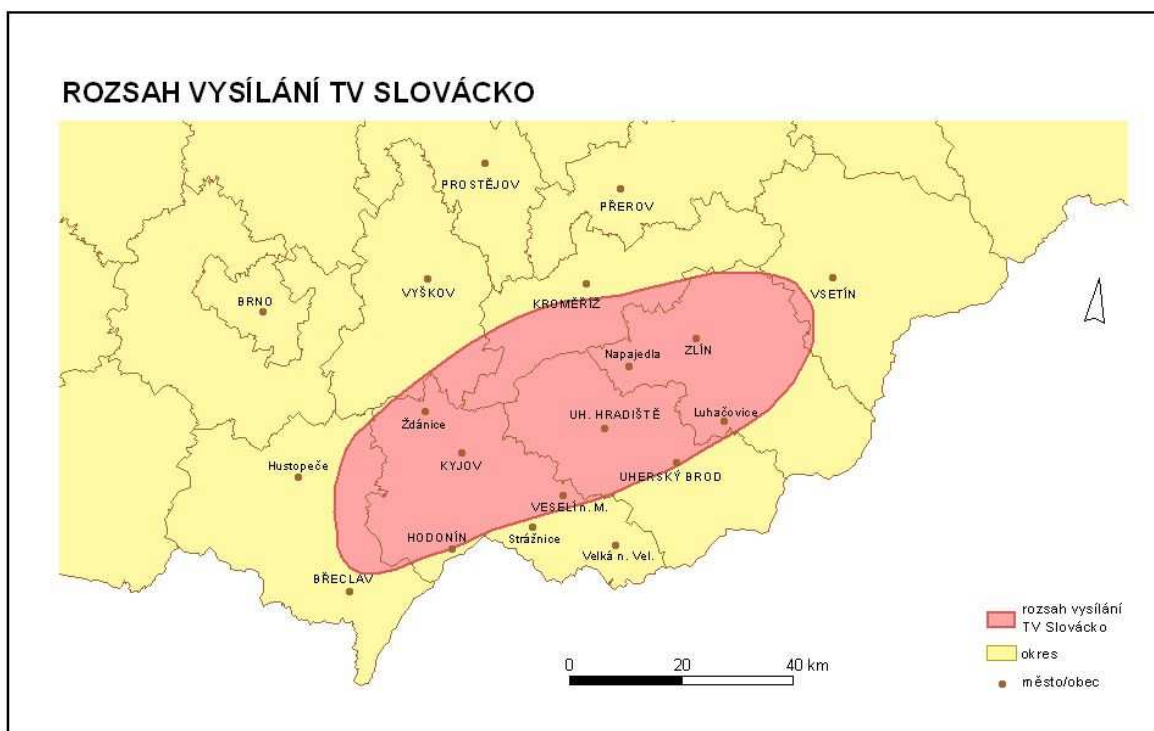 ROZSAH VYSÍLÁNÍ TV SLOVÁCKO
PROSTĚJOV
PŘEROV
VYŠKOV
BRNO
KROMĚŘÍŽ
VSETÍN
Napajedla
ZLÍN
Ždánice
UH. HRADIŠTĚ
Luhačovice
Hustopeče
KYJOV
UHERSKÝ BROD
VESELÍ n. M.
HODONÍN
Strážnice
Velká n. Vel.
BŘECLAV
rozsah vysílání
TV Slovácko
okres
město/obec
0 20 40 km